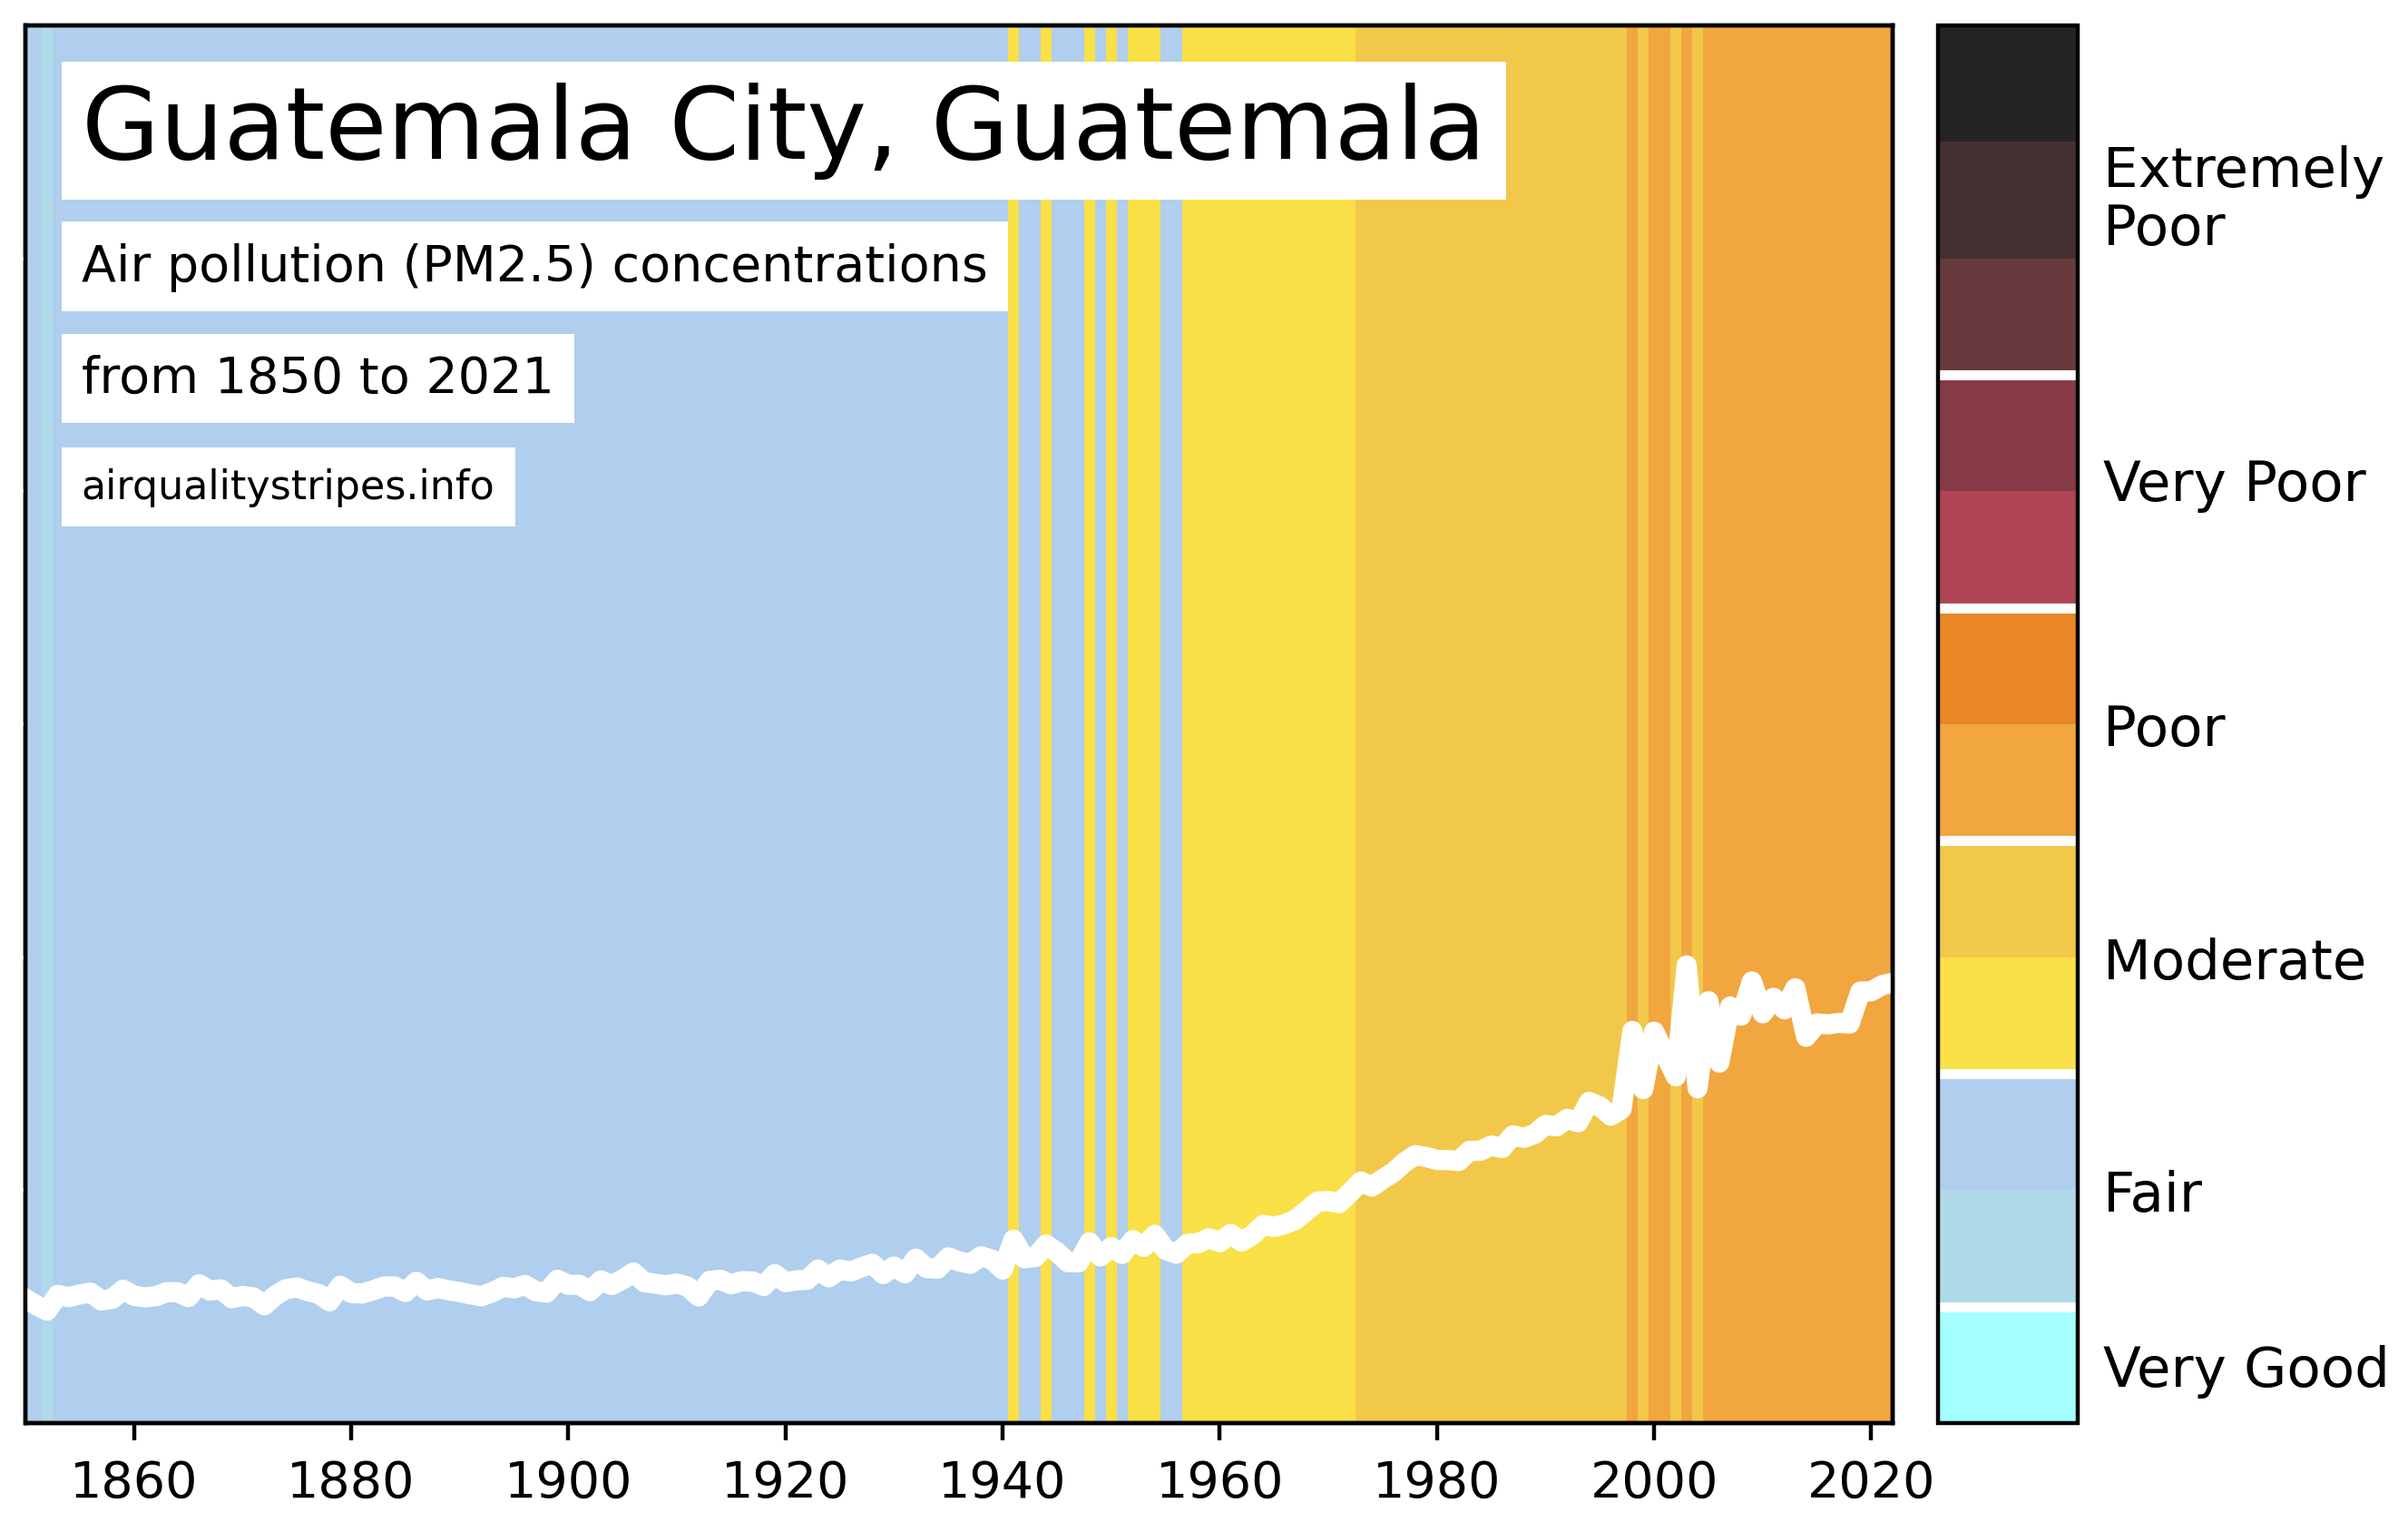 Guatemala City, Guatemala
Air pollution (PM2.5) concentrations
from 1850 to 2021
airqualitystripes.info
Extremely
Poor
Very Poor
Poor
Moderate
Fair
Very Good
1860 1880 1900 1920 1940 1960 1980 2000 2020